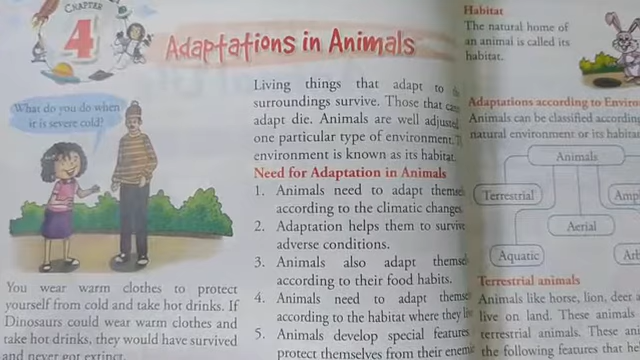 CHAPTER
4
Adaptations in Animals
What do you do when
it is severe cold?
You wear warm clothes to protect
yourself from cold and take hot drinks. If
Dinosaurs could wear warm clothes and
take hot drinks, they would have survived
and never got extinct.
Living things that adapt to
surroundings survive. Those that
adapt die. Animals are well adjusted
one particular type of environment.
environment is known as its habitat.
Need for Adaptation in Animals
1. Animals need to adapt
according to the climatic changes
2. Adaptation helps them to survive
adverse conditions.
3. Animals also adapt
according to their food habits.
4. Animals need to adapt
according to the habitat where they
5. Animals develop special features
protect themselves from their
Habitat
The natural home of
an animal is called its
habitat.
Adaptations according to
Animals can be classified according
natural environment or its habitat
Animals
Terrestrial
Aerial
Aquatic
Terrestrial animals
Animals like horse, lion, deer
live on land. These animals
terrestrial animals. These
the following features that